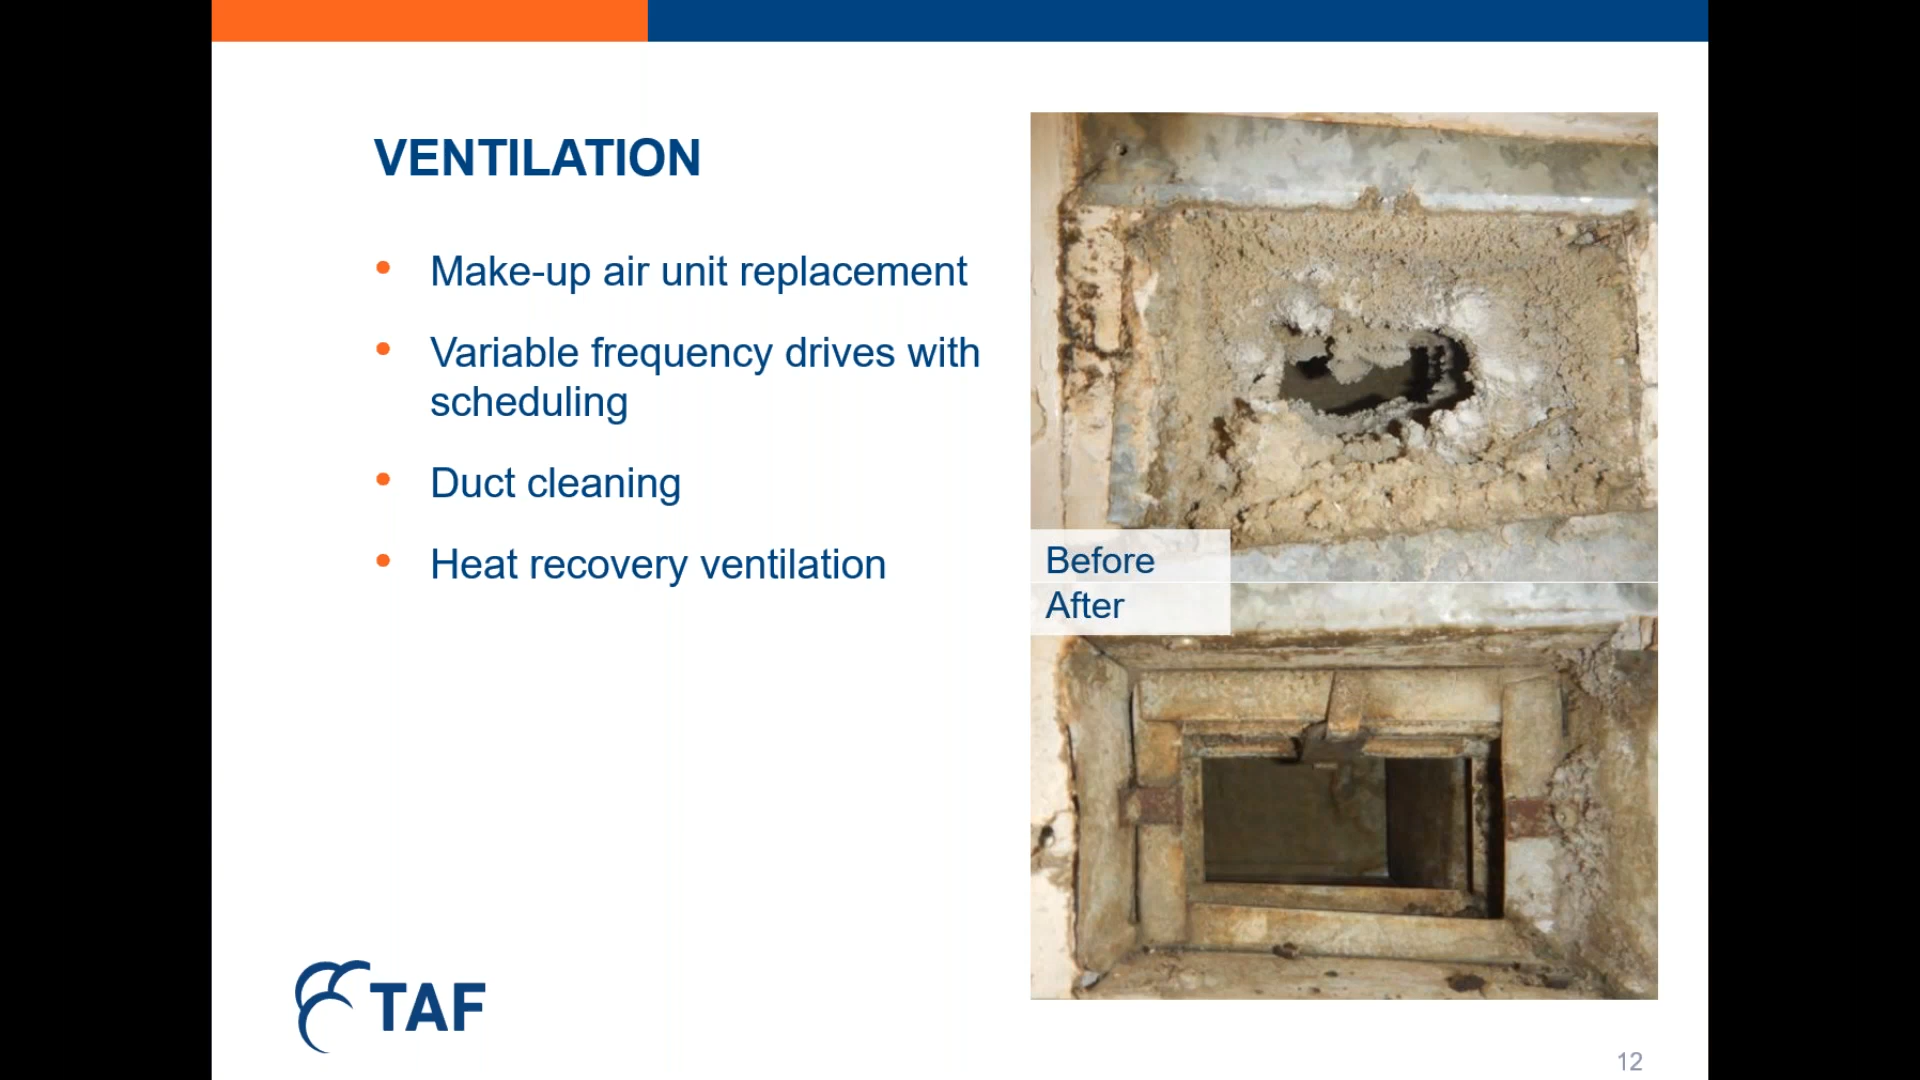 VENTILATION
Make-up air unit replacement
Variable frequency drives with
scheduling
Duct cleaning
Heat recovery ventilation
Before
After
TAF
12